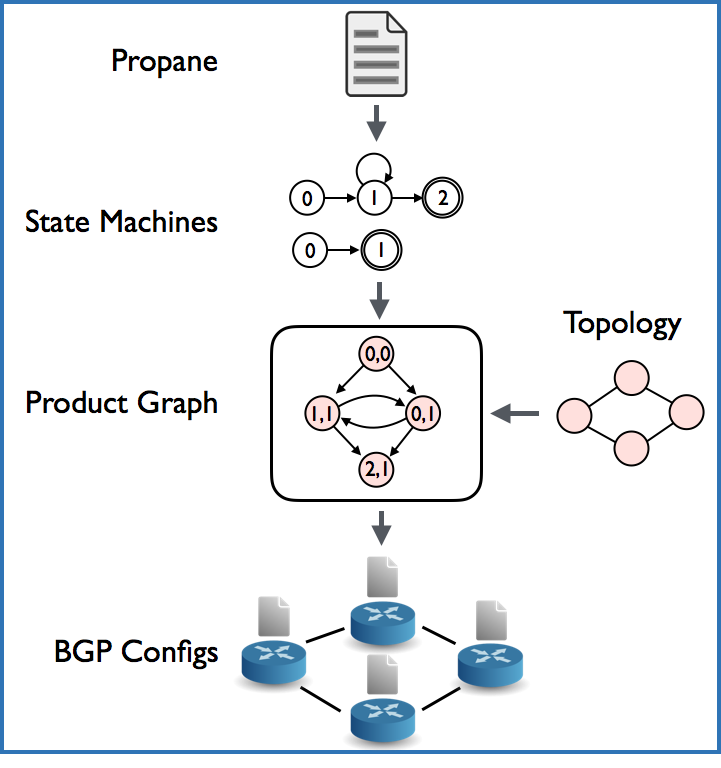 Propane
State Machines
0 1 2
0 1
Topology
Product Graph
0,0
1,1 0,1
2,1
BGP Configs